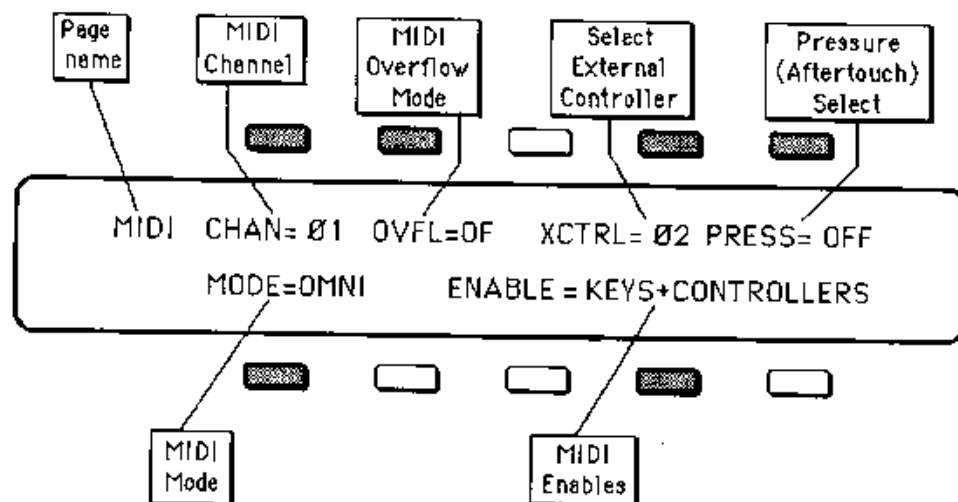 Page
name
MIDI
Channel
MIDI
Overflow
Mode
Select
External
Controller
Pressure
(Aftertouch)
Select
MIDI CHAN= Ø1 OVFL=OF XCTRL= Ø2 PRESS= OFF
MODE=OMNI ENABLE = KEYS+CONTROLLERS
MIDI
Mode
MIDI
Enables